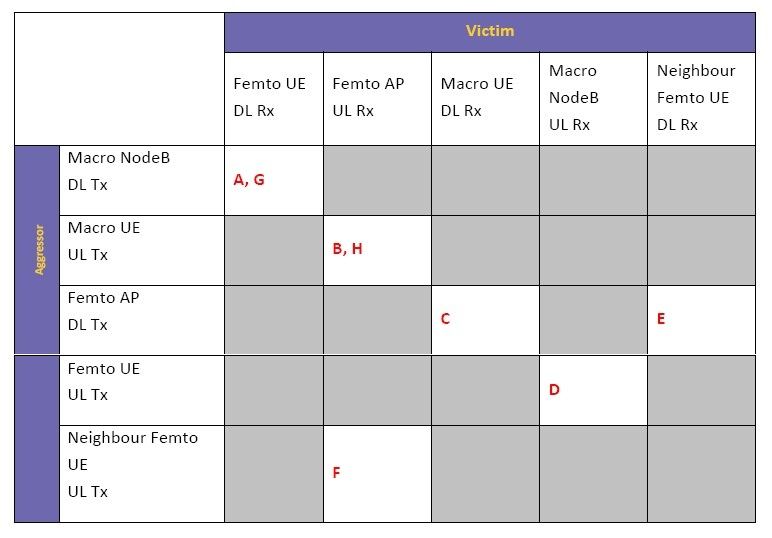 Victim
Femto UE
DL Rx
Femto AP
UL Rx
Macro UE
DL Rx
Macro
NodeB
UL Rx
Neighbour
Femto UE
DL Rx
Aggressor
Macro NodeB
DL Tx
A, G
Macro UE
UL Tx
B, H
Femto AP
DL Tx
C
E
Femto UE
UL Tx
D
Neighbour Femto
UE
UL Tx
F